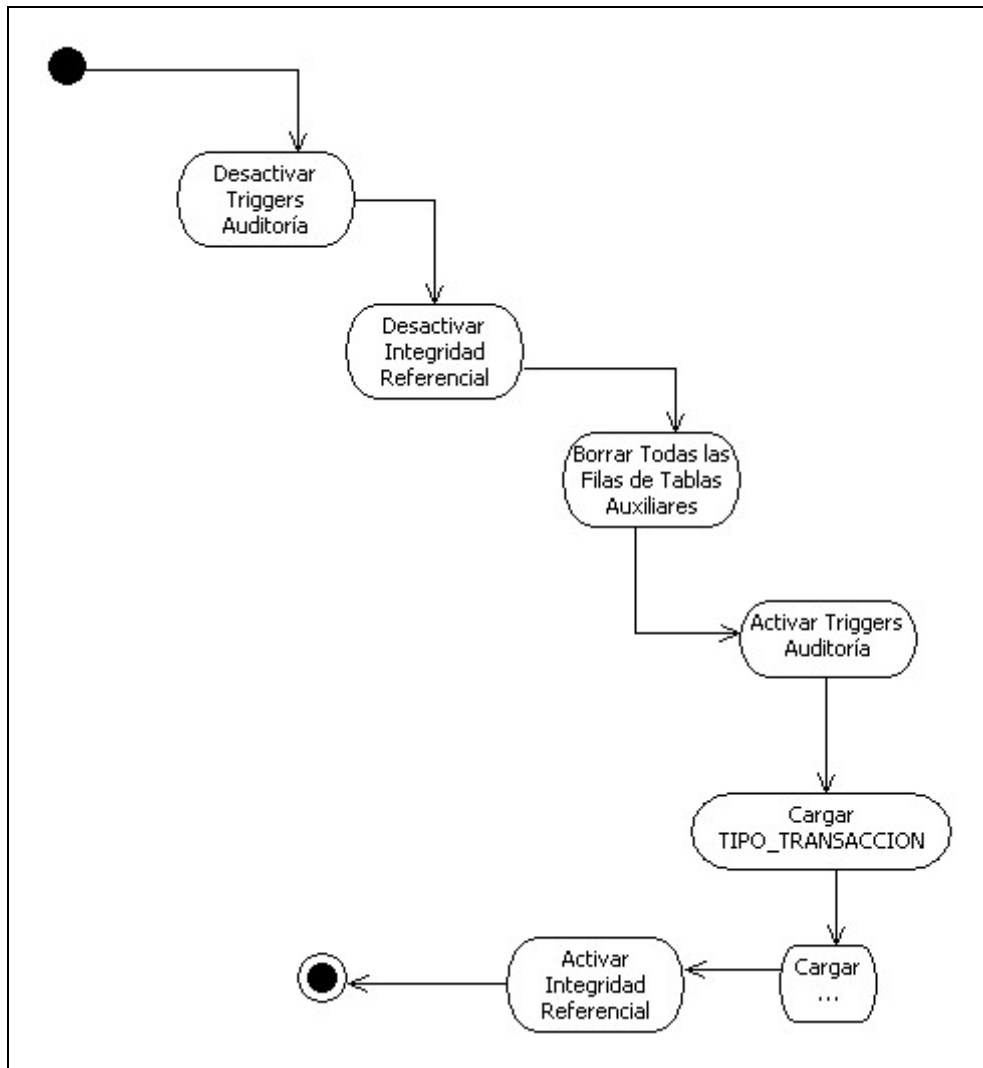 Desactivar
Triggers
Auditoría
Desactivar
Integridad
Referencial
Borrar Todas las
Filas de Tablas
Auxiliares
Activar Triggers
Auditoría
Cargar
TIPO_TRANSACCION
Cargar
...
Activar
Integridad
Referencial